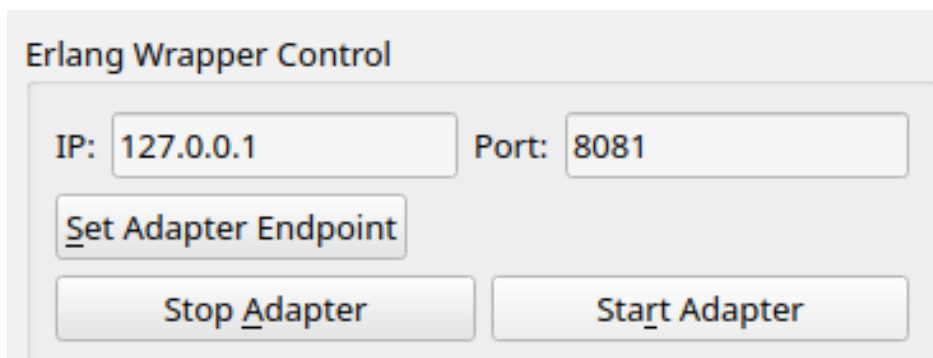 Erlang Wrapper Control
IP: 127.0.0.1 Port: 8081
Set Adapter Endpoint
Stop Adapter Start Adapter